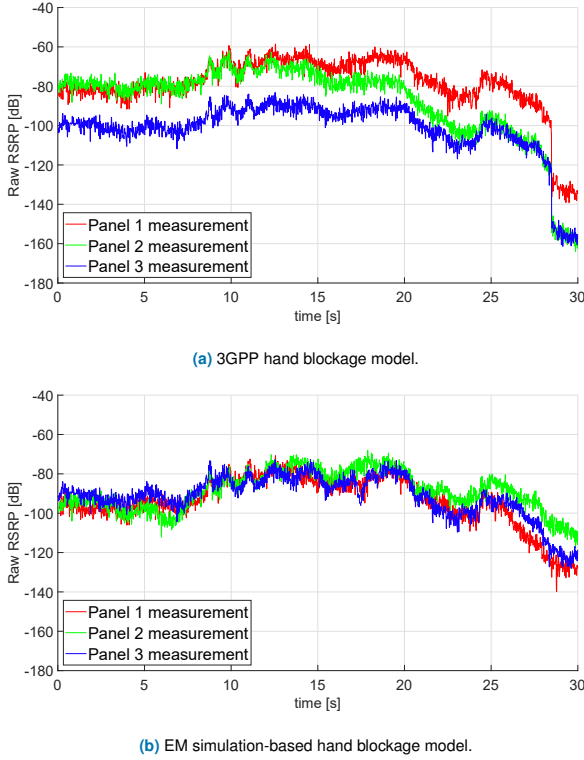 -40
-60
-80
-100
-120
-140
-160
-180
Raw RSRP [dB]
Panel 1 measurement
Panel 2 measurement
Panel 3 measurement
0 5 10 15 20 25 30
time [s]
(a) 3GPP hand blockage model.
-40
-60
-80
-100
-120
-140
-160
-180
Raw RSRP [dB]
Panel 1 measurement
Panel 2 measurement
Panel 3 measurement
0 5 10 15 20 25 30
time [s]
(b) EM simulation-based hand blockage model.